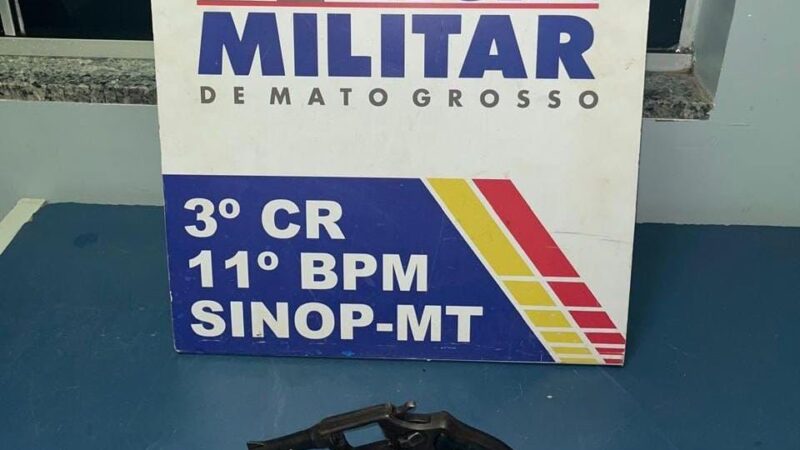 MILITAR
DE MATO GROSSO
3º CR
11º BPM
SINOP-MT